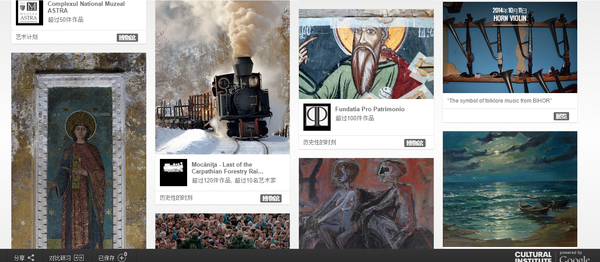 Complexul National Muzeal
ASTRA
超过50件作品
艺术计划
博物馆
Mocăniţa - Last of the
Carpathian Forestry Rai...
超过120件作品, 超过10名艺术家
历史性的时刻
博物馆
Fundatia Pro Patrimonio
超过100件作品
历史性的时刻
博物馆
2014年10月11日
HORN VIOLIN
"The symbol of folklore music from BIHOR"
分享
对比研习
已保存
CULTURAL
INSTITUTE
powered by
Google